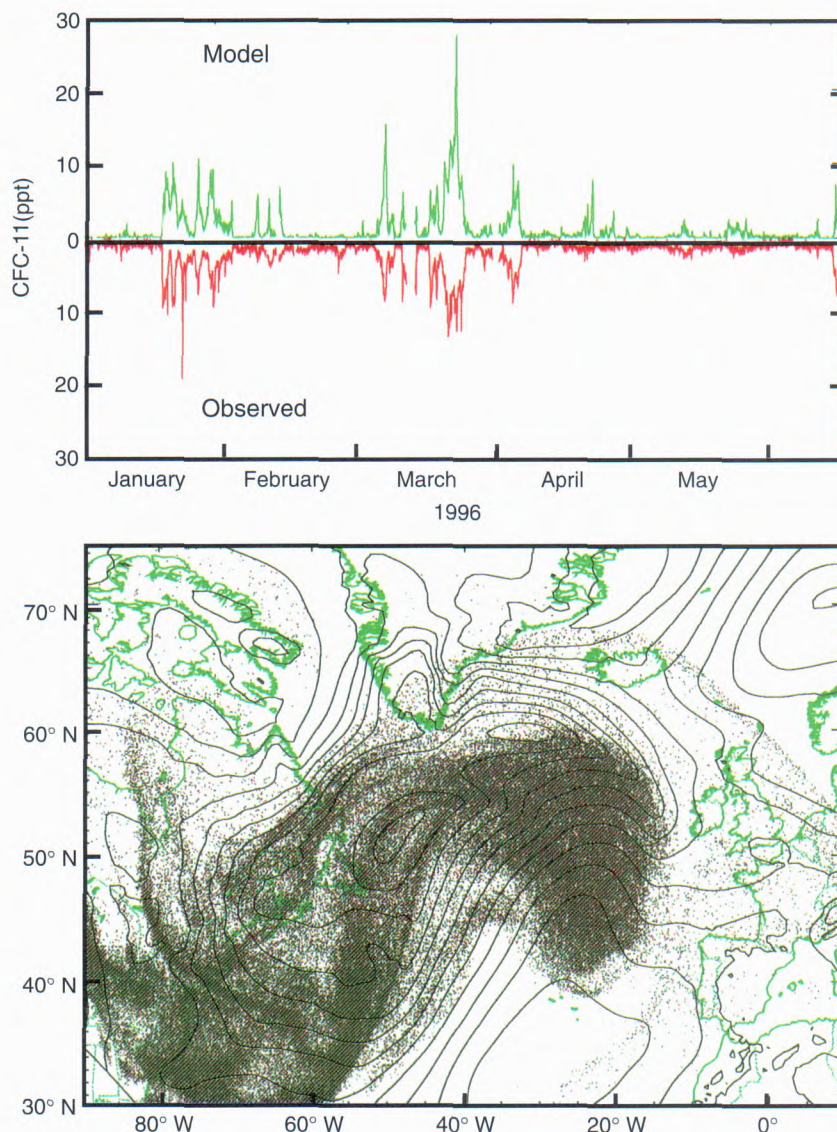 30
Model
20
10
0
CFC-11(ppt)
10
20
Observed
30
January February March April May
1996
70° N
60° N
50° N
40° N
30° N
80° W 60° W 40° W 20° W 0°